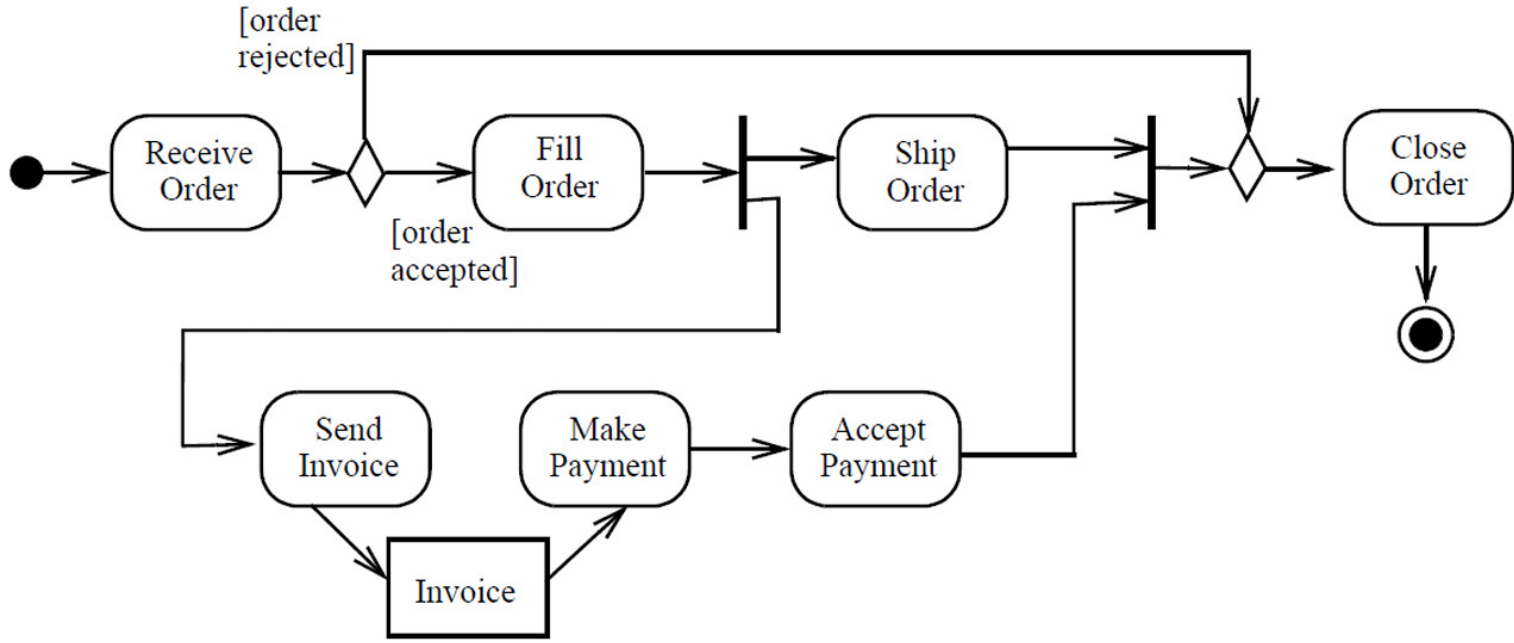 [order
rejected]
Receive
Order
Fill
Order
Ship
Order
Close
Order
[order
accepted]
Send
Invoice
Make
Payment
Accept
Payment
Invoice